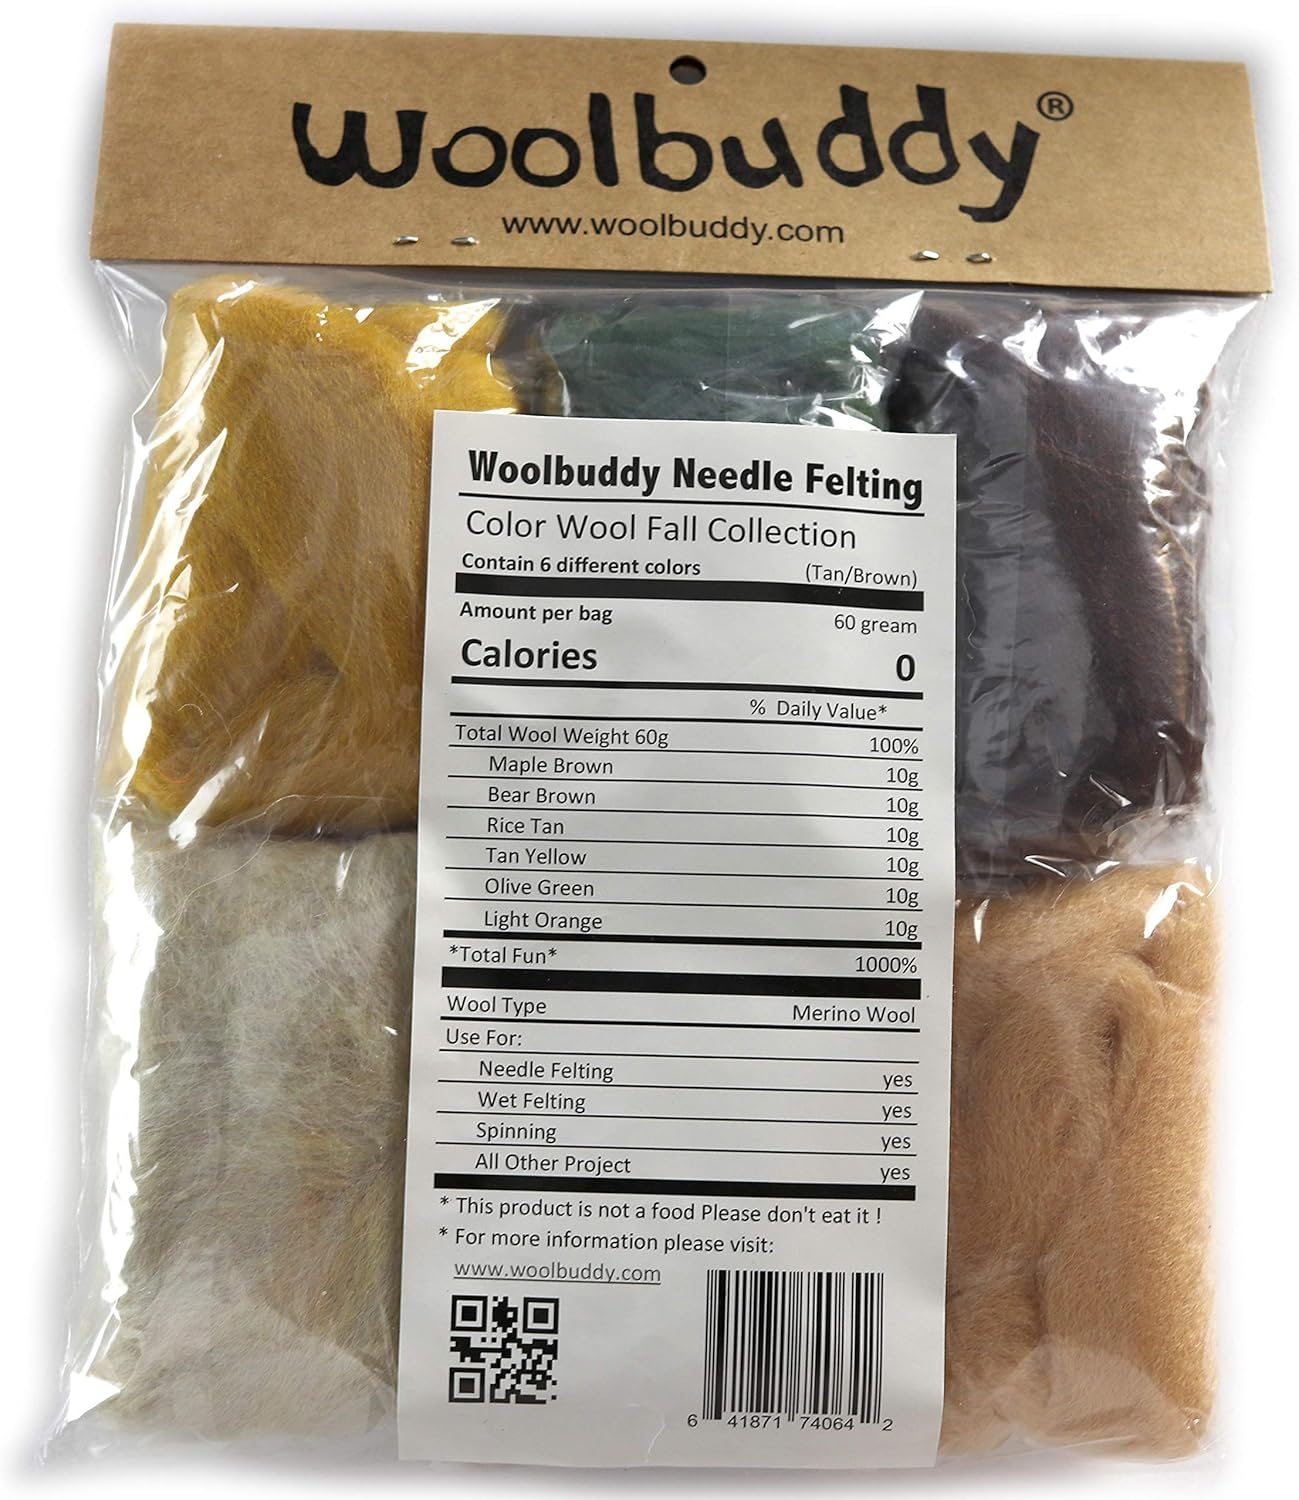 Woolbuddy®
www.woolbuddy.com
Woolbuddy Needle Felting
Color Wool Fall Collection
Contain 6 different colors (Tan/Brown)
Amount per bag 60 gream
Calories 0
% Daily Value*
Total Wool Weight 60g 100%
Maple Brown 10g
Bear Brown 10g
Rice Tan 10g
Tan Yellow 10g
Olive Green 10g
Light Orange 10g
*Total Fun* 1000%
Wool Type Merino Wool
Use For:
Needle Felting yes
Wet Felting yes
Spinning yes
All Other Project yes
* This product is not a food Please don't eat it !
* For more information please visit:
www.woolbuddy.com
6 41871 74064 2